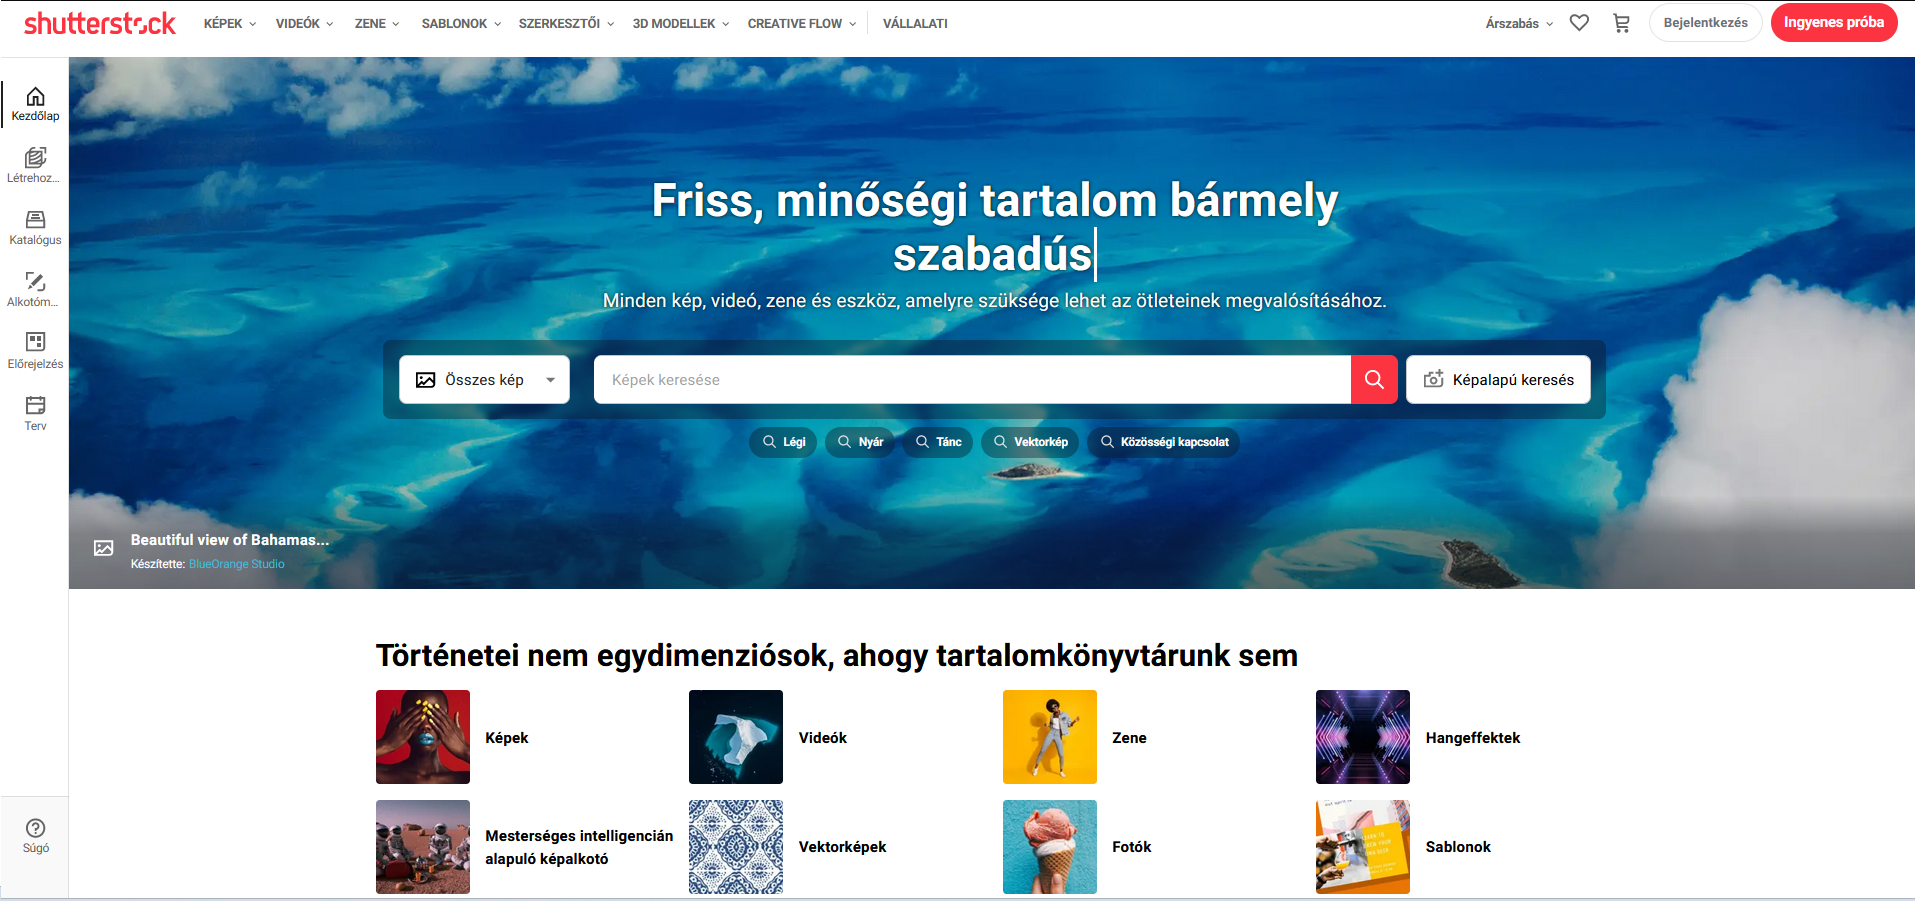 shutterstock
KÉPEK
VIDEÓK
ZENE
SABLONOK
SZERKESZTŐI
3D MODELLEK
CREATIVE FLOW
VÁLLALATI
Árszabás
Bejelentkezés
Ingyenes próba
Kezdőlap
Létrehoz...
Katalógus
Alkotóm...
Előrejelzés
Terv
Súgó
Friss, minőségi tartalom bármely
szabadús
Minden kép, videó, zene és eszköz, amelyre szüksége lehet az ötleteinek megvalósításához.
Összes kép
Képek keresése
Képalapú keresés
Légi
Nyár
Tánc
Vektorkép
Közösségi kapcsolat
Beautiful view of Bahamas...
Készítette: BlueOrange Studio
Történetei nem egydimenziósok, ahogy tartalomkönyvtárunk sem
Képek
Videók
Zene
Hangeffektek
Mesterséges intelligencián
alapuló képalkotó
Vektorképek
Fotók
Sablonok